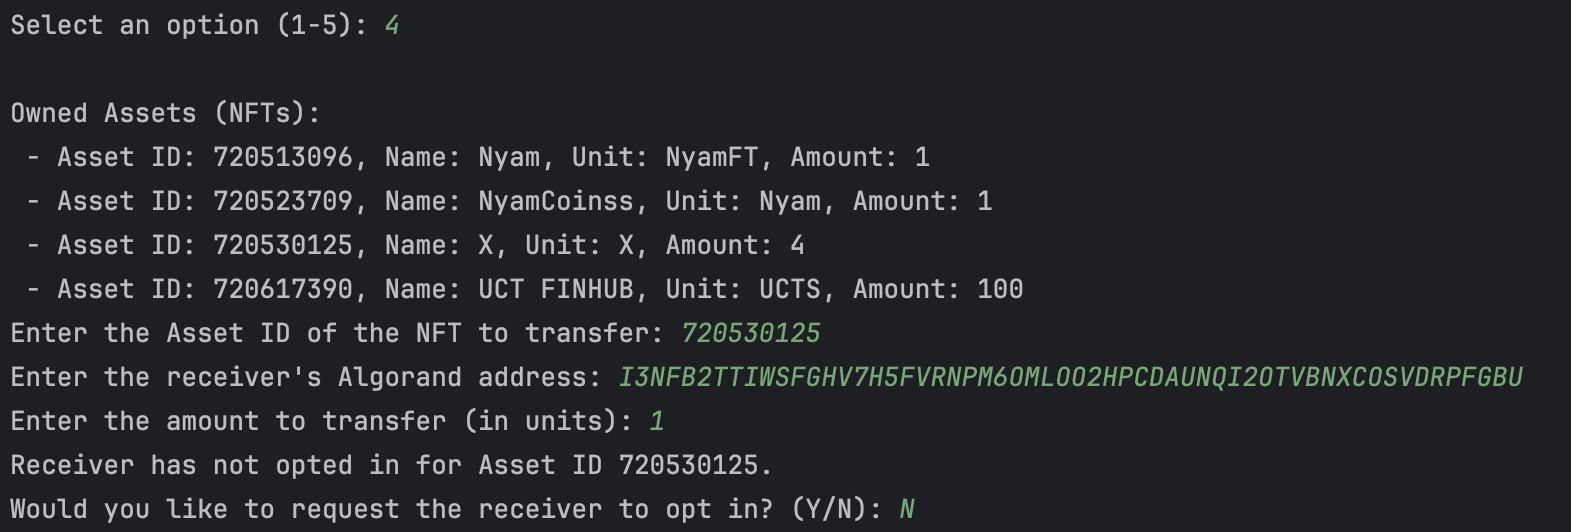 Select an option (1-5): 4
Owned Assets (NFTs):
- Asset ID: 720513096, Name: Nyam, Unit: NyamFT, Amount: 1
- Asset ID: 720523709, Name: NyamCoinss, Unit: Nyam, Amount: 1
- Asset ID: 720530125, Name: X, Unit: X, Amount: 4
- Asset ID: 720617390, Name: UCT FINHUB, Unit: UCTS, Amount: 100
Enter the Asset ID of the NFT to transfer: 720530125
Enter the receiver's Algorand address: I3NFB2TTIWSFGHV7H5FVRNPM6OMLOO2HPCDAUNQI2OTVBNXCOSVDRPFGBU
Enter the amount to transfer (in units): 1
Receiver has not opted in for Asset ID 720530125.
Would you like to request the receiver to opt in? (Y/N): N